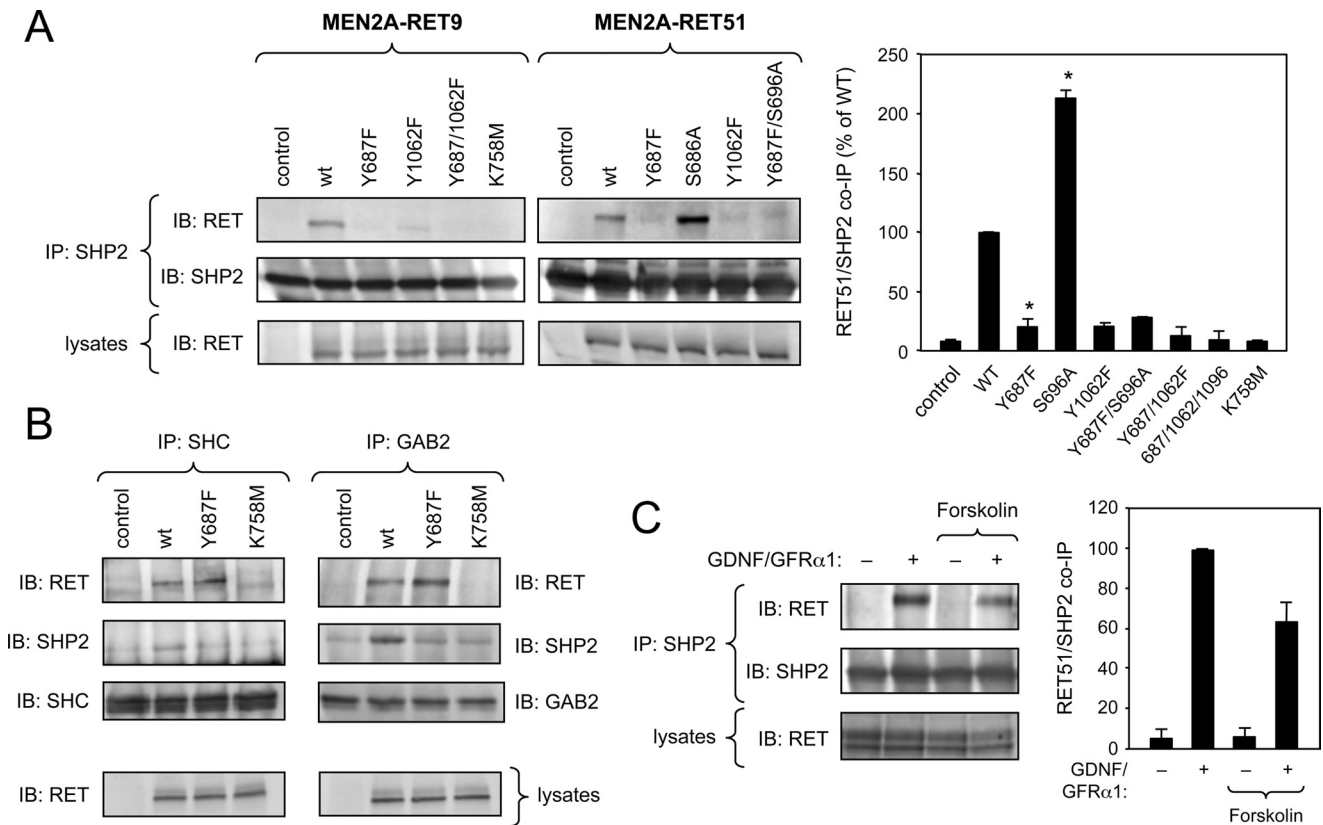 A
MEN2A-RET9
MEN2A-RET51
control
wt
Y687F
Y1062F
Y687/1062F
K758M
control
wt
Y687F
S686A
Y1062F
Y687F/S696A
IP: SHP2
IB: RET
IB: SHP2
lysates
IB: RET
RET51/SHP2 co-IP (% of WT)
250
200
150
100
50
0
*
*
control
WT
Y687F
S696A
Y1062F
Y687F/S696A
Y687/1062F
687/1062/1096
K758M
B
IP: SHC
IP: GAB2
control
wt
Y687F
K758M
control
wt
Y687F
K758M
IB: RET
IB: RET
IB: SHP2
IB: SHP2
IB: SHC
IB: GAB2
IB: RET
lysates
C
Forskolin
GDNF/GFRα1: – + – +
IP: SHP2
IB: RET
IB: SHP2
lysates
IB: RET
RET51/SHP2 co-IP
120
100
80
60
40
20
0
GDNF/
GFRα1:
– + – +
Forskolin